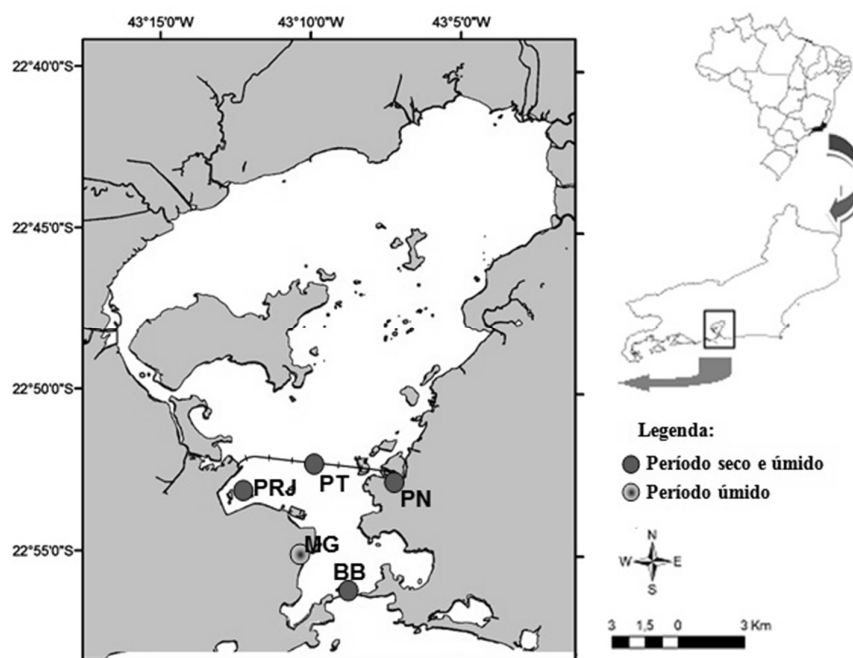 43°15'0"W 43°10'0"W 43°5'0"W
22°40'0"S
22°45'0"S
22°50'0"S
22°55'0"S
PRJ
PT
PN
MG
BB
Legenda:
Período seco e úmido
Período úmido
N
W E
S
3 1,5 0 3 Km